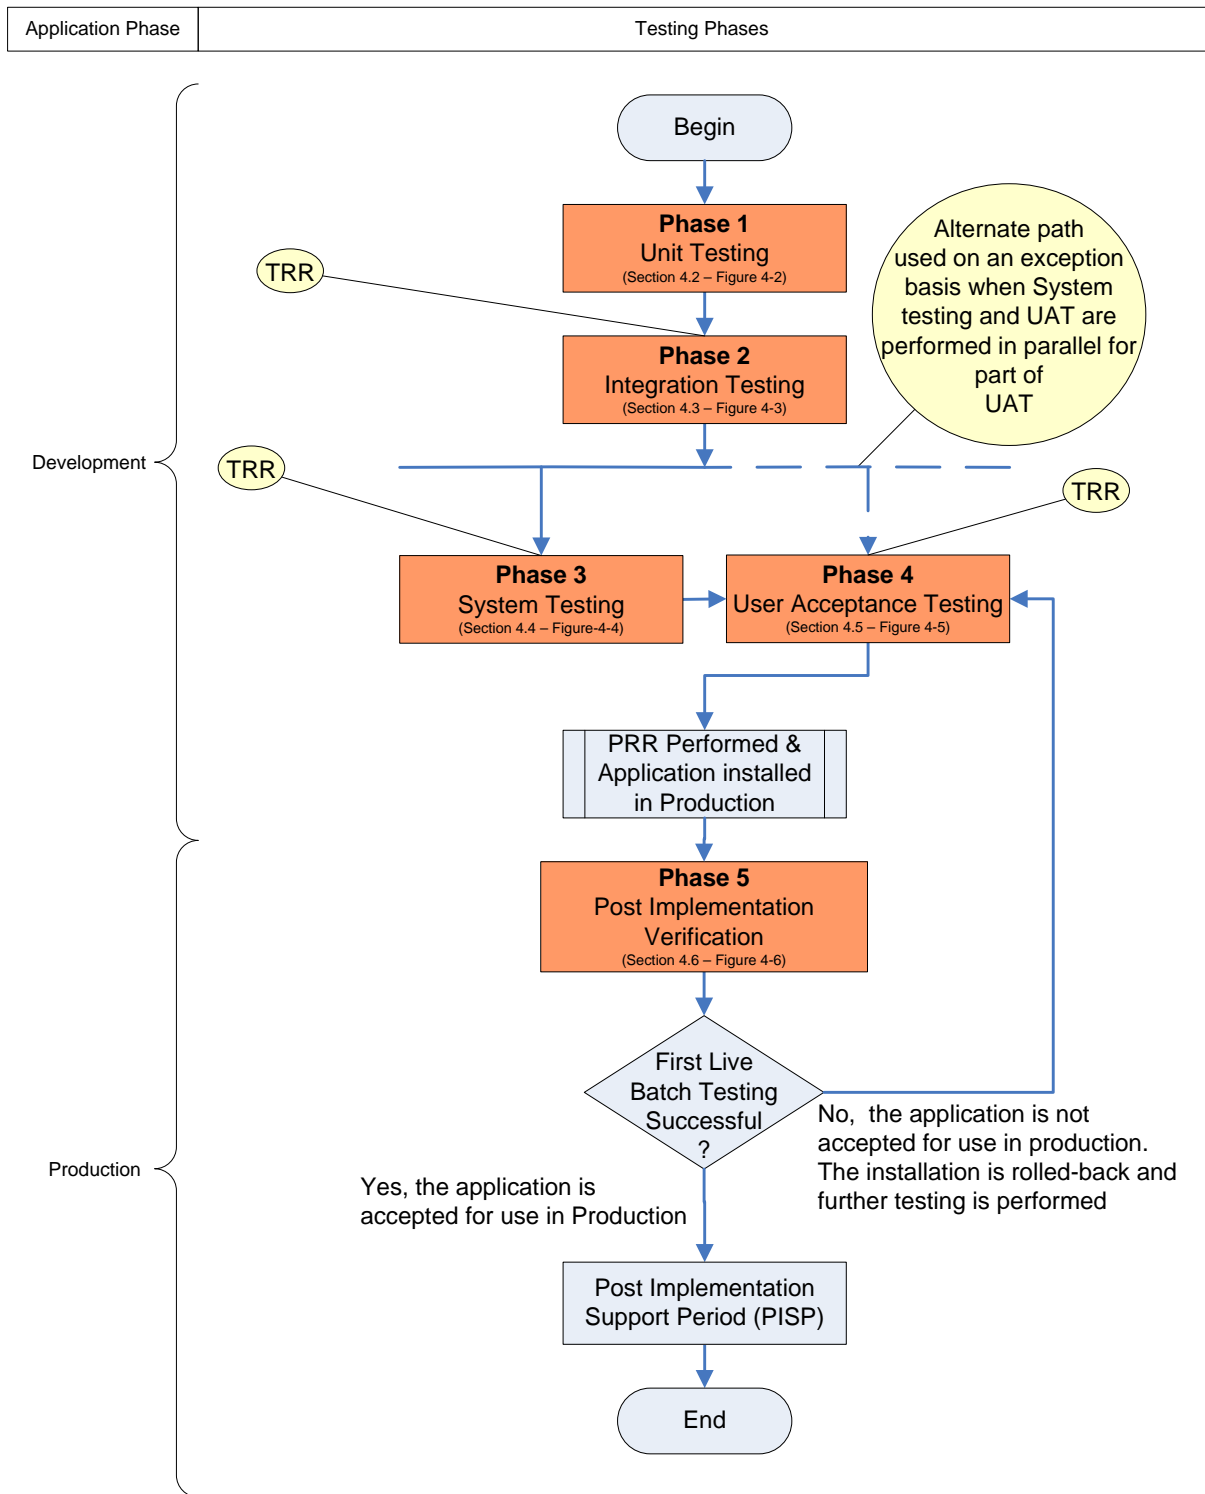 Application Phase
Testing Phases
Begin
Phase 1
Unit Testing
(Section 4.2 – Figure 4-2)
TRR
Alternate path
used on an exception
basis when System
testing and UAT are
performed in parallel for
part of
UAT
Phase 2
Integration Testing
(Section 4.3 – Figure 4-3)
Development
TRR
TRR
Phase 3
System Testing
(Section 4.4 – Figure-4-4)
Phase 4
User Acceptance Testing
(Section 4.5 – Figure 4-5)
PRR Performed &
Application installed
in Production
Phase 5
Post Implementation
Verification
(Section 4.6 – Figure 4-6)
First Live
Batch Testing
Successful
?
No,  the application is not
accepted for use in production.
The installation is rolled-back and
further testing is performed
Production
Yes, the application is
accepted for use in Production
Post Implementation
Support Period (PISP)
End